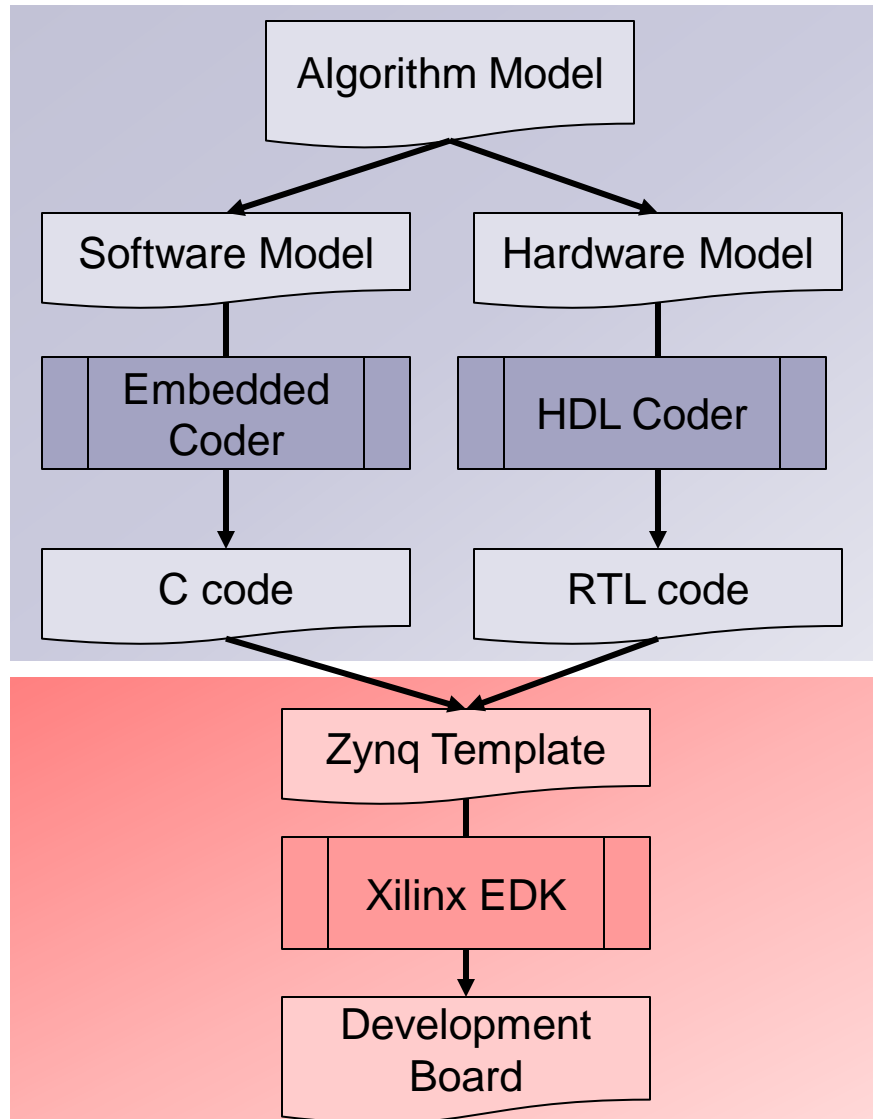 Algorithm Model
Software Model
Hardware Model
Embedded
Coder
HDL Coder
C code
RTL code
Zynq Template
Xilinx EDK
Development
Board